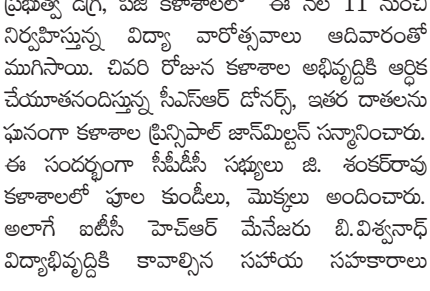 ప్రభుత్వ డిగ్రీ, పీజీ కళాశాలలో ఈ నెల 11 నుంచి
నిర్వహిస్తున్న విద్యా వారోత్సవాలు ఆదివారంతో
ముగిసాయి. చివరి రోజున కళాశాల అభివృద్ధికి ఆర్థిక
చేయూతనందిస్తున్న సీఎస్ఆర్ డోనర్స్, ఇతర దాతలను
ఘనంగా కళాశాల ప్రిన్సిపాల్ జాన్‌మిల్టన్ సన్మానించారు.
ఈ సందర్భంగా సీపీడీసీ సభ్యులు జి. శంకర్‌రావు
కళాశాలలో పూల కుండీలు, మొక్కలు అందించారు.
అలాగే ఐటీసీ హెచ్ఆర్ మేనేజరు బి.విశ్వనాధ్
విద్యాభివృద్ధికి కావాల్సిన సహాయ సహకారాలు